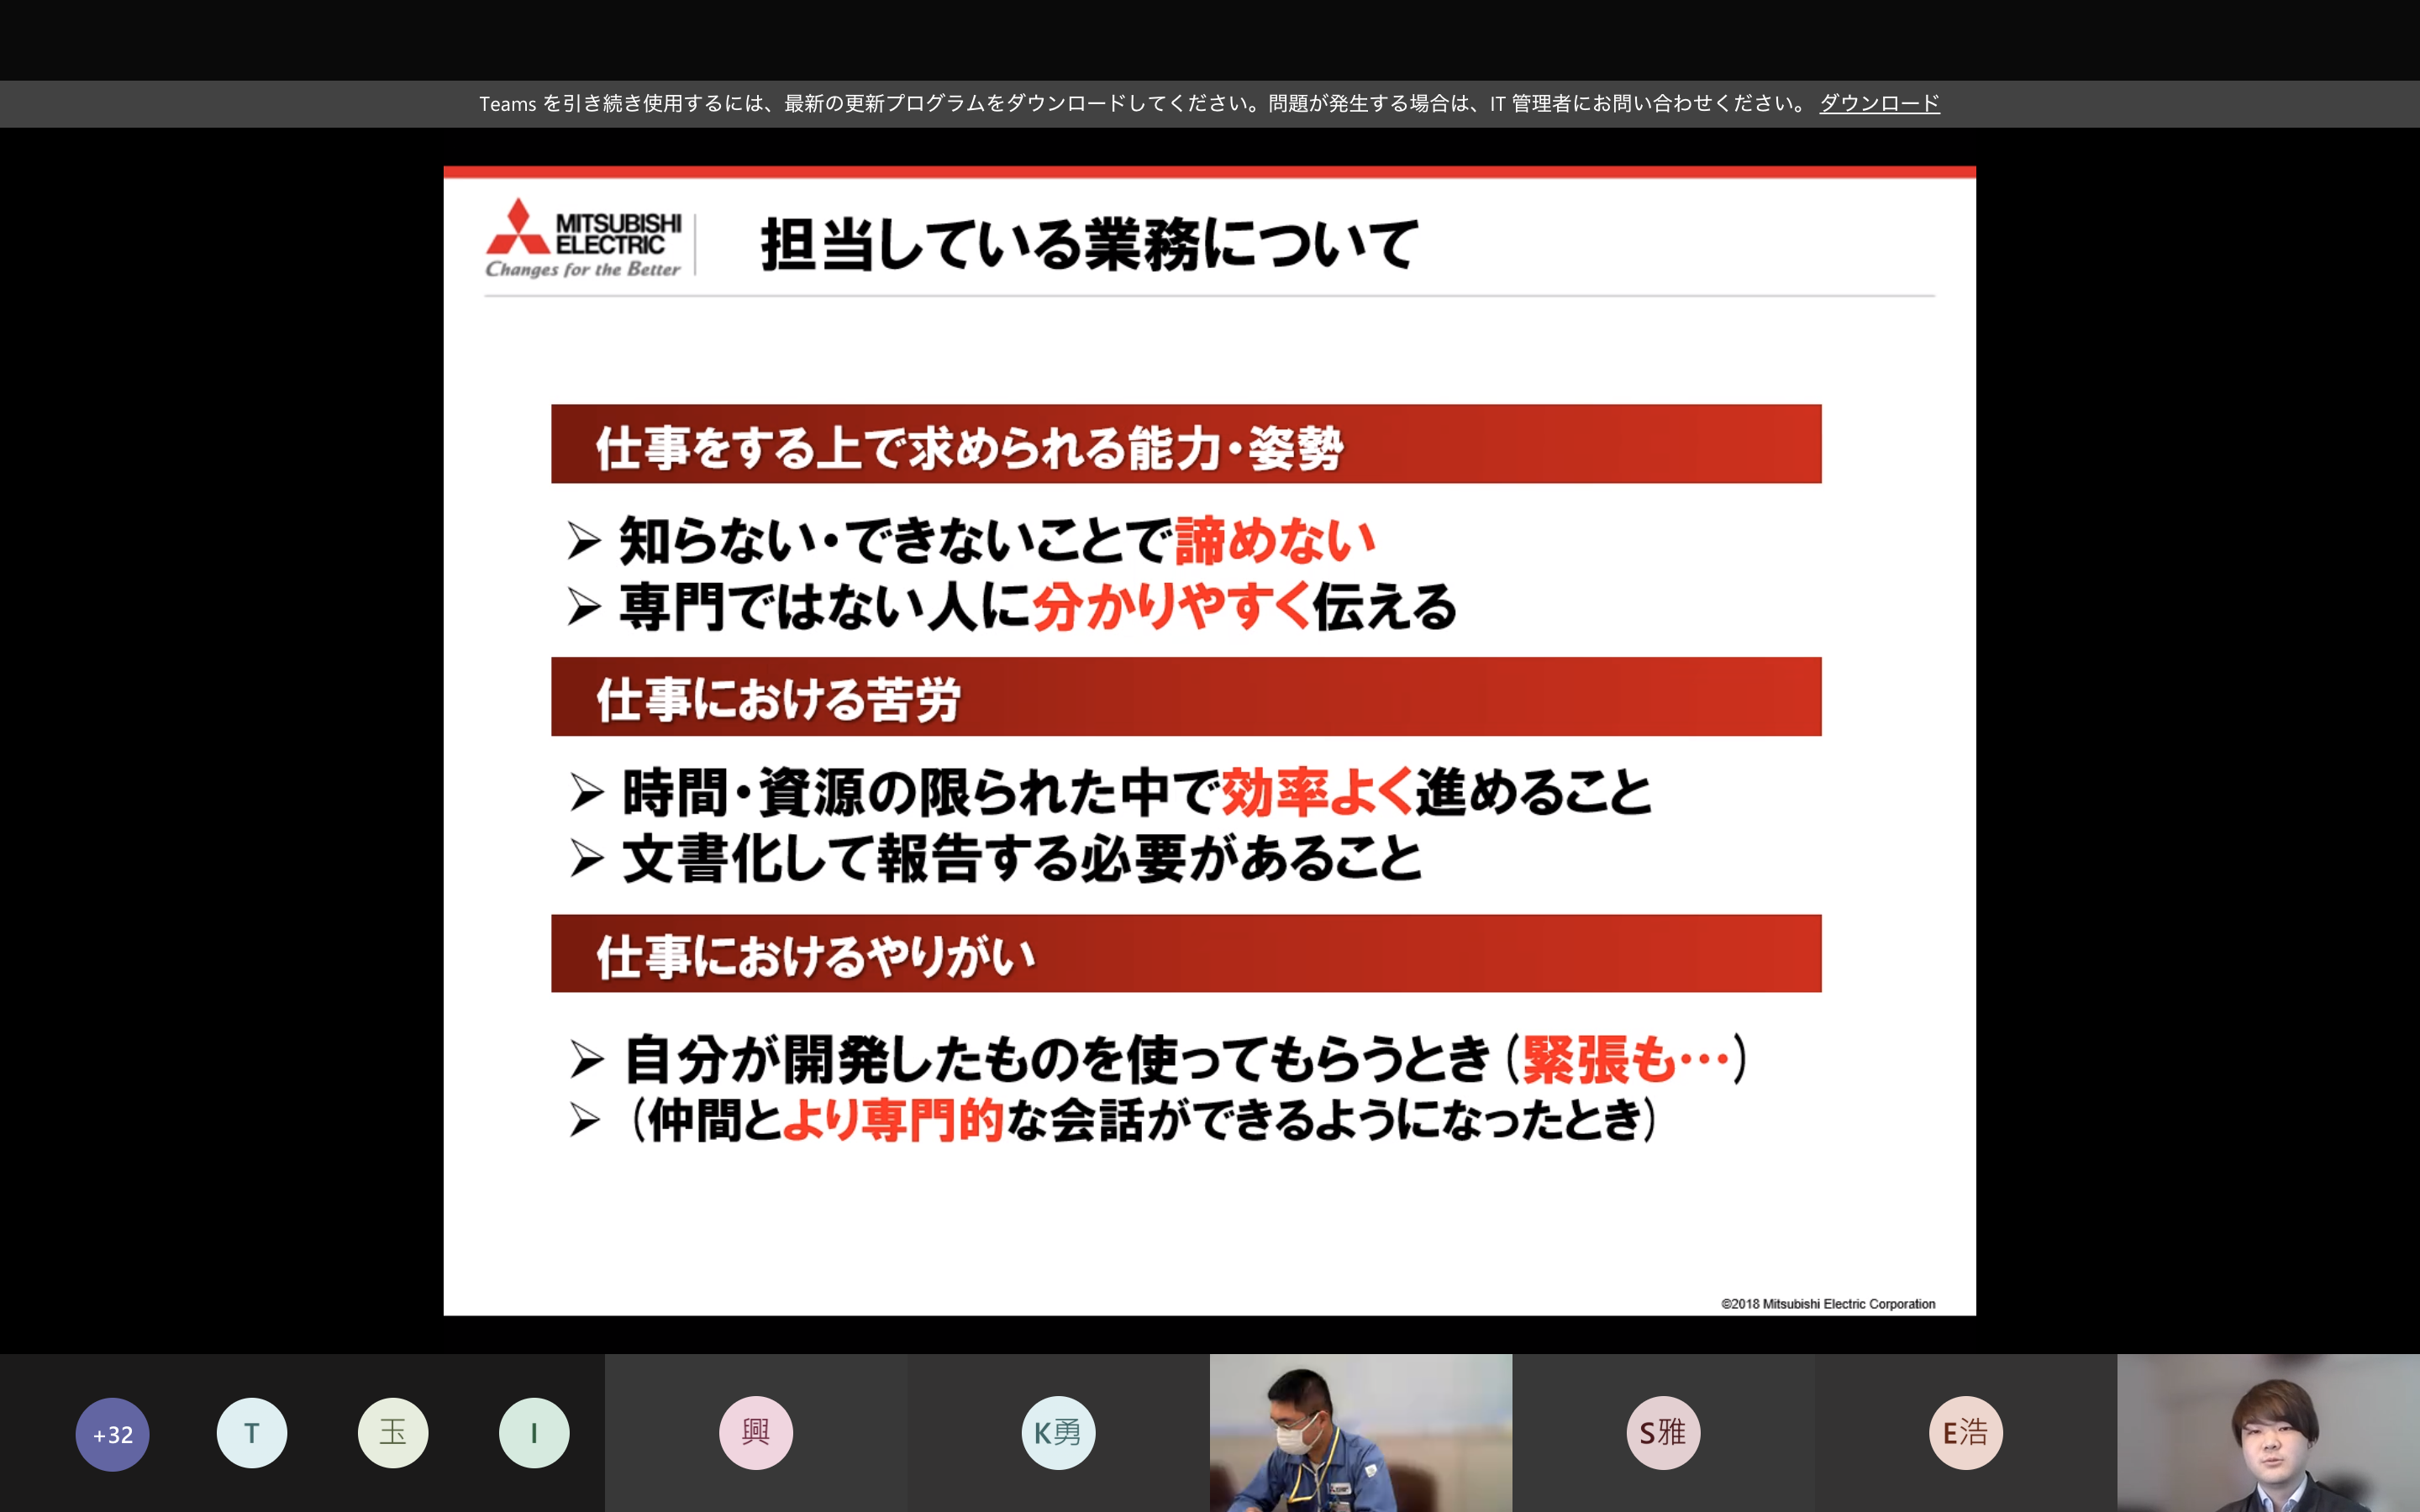 Teams を引き続き使用するには、最新の更新プログラムをダウンロードしてください。問題が発生する場合は、IT 管理者にお問い合わせください。 ダウンロード
MITSUBISHI
ELECTRIC
Changes for the Better
担当している業務について
仕事をする上で求められる能力・姿勢
➢ 知らない・できないことで諦めない
➢ 専門ではない人に分かりやすく伝える
仕事における苦労
➢ 時間・資源の限られた中で効率よく進めること
➢ 文書化して報告する必要があること
仕事におけるやりがい
➢ 自分が開発したものを使ってもらうとき（緊張も…）
➢ （仲間とより専門的な会話ができるようになったとき）
©2018 Mitsubishi Electric Corporation
+32
T
玉
I
興
K勇
S雅
E浩